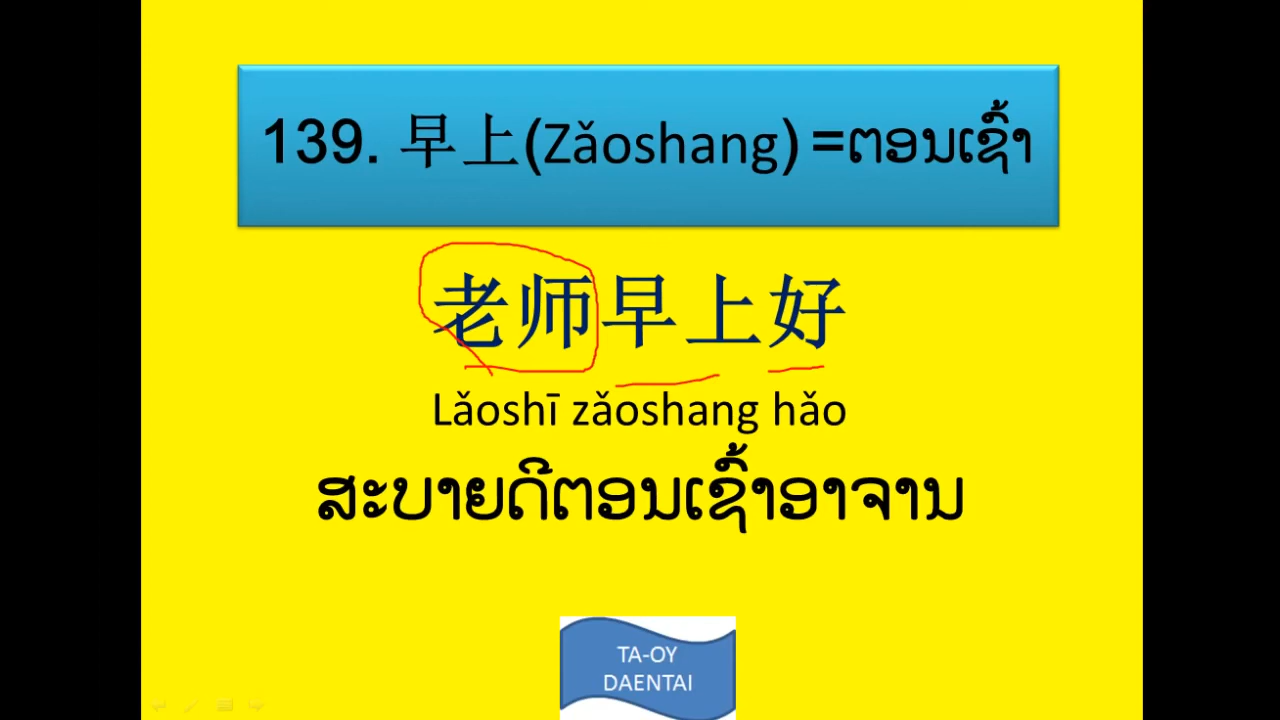 139. 早上(Zǎoshang) =ຕອນເຊົ້າ
老师早上好
Lǎoshī zǎoshang hǎo
ສະບາຍດີຕອນເຊົ້າອາຈານ
TA-OY
DAENTAI